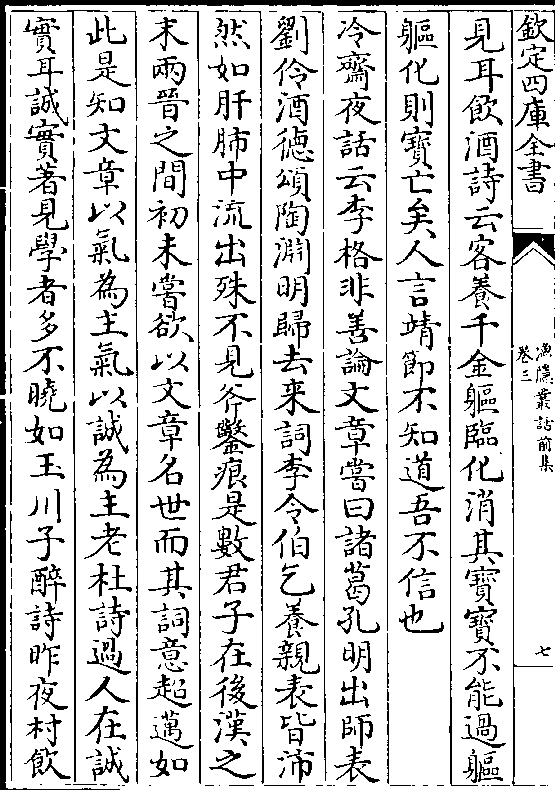 欽定四庫全書
漁隱叢話前集
卷三
七
見耳飲酒詩云客養千金軀臨化消其寶寶不能過軀
軀化則寶亡矣人言靖節不知道吾不信也
冷齋夜話云李格非善論文章嘗曰諸葛孔明出師表
劉伶酒德頌陶淵明歸去来詞李令伯乞養親表皆沛
然如肝肺中流出殊不見斧鑿痕是數君子在後漢之
末兩晉之間初未嘗欲以文章名世而其詞意超邁如
此是知文章以氣為主氣以誠為主老杜詩過人在誠
實耳誠實著見學者多不曉如玉川子醉詩昨夜村飲